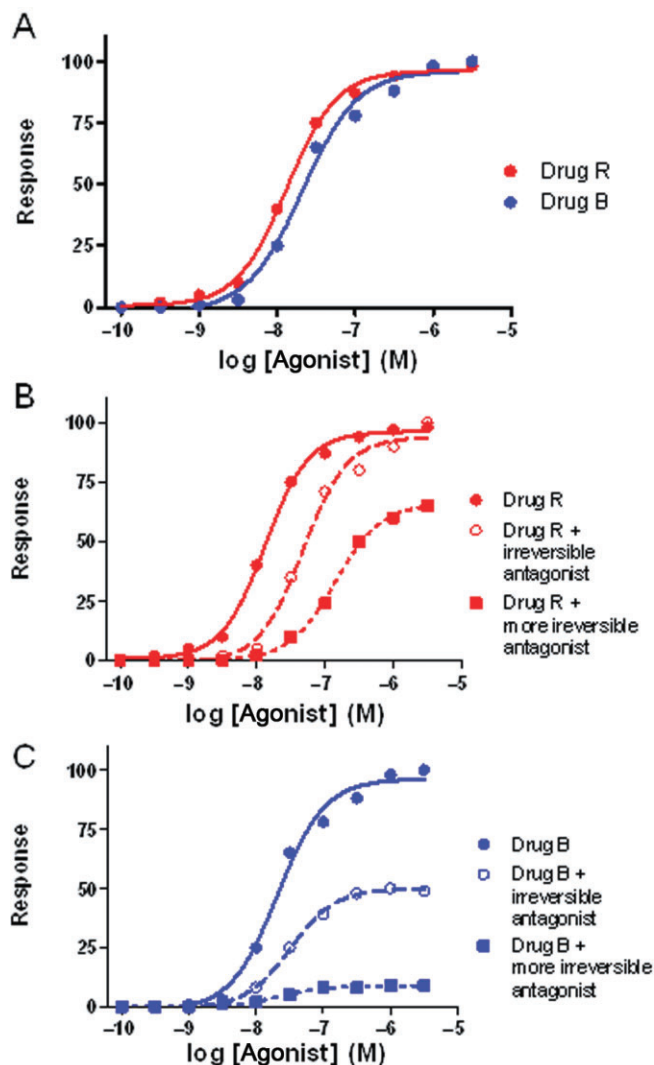 A
100
75
50
25
0
Response
Drug R
Drug B
–10 –9 –8 –7 –6 –5
log [Agonist] (M)
B
100
75
50
25
0
Response
Drug R
Drug R +
irreversible
antagonist
Drug R +
more ireversible
antagonist
–10 –9 –8 –7 –6 –5
log [Agonist] (M)
C
100
75
50
25
0
Response
Drug B
Drug B +
irreversible
antagonist
Drug B +
more irreversible
antagonist
–10 –9 –8 –7 –6 –5
log [Agonist] (M)